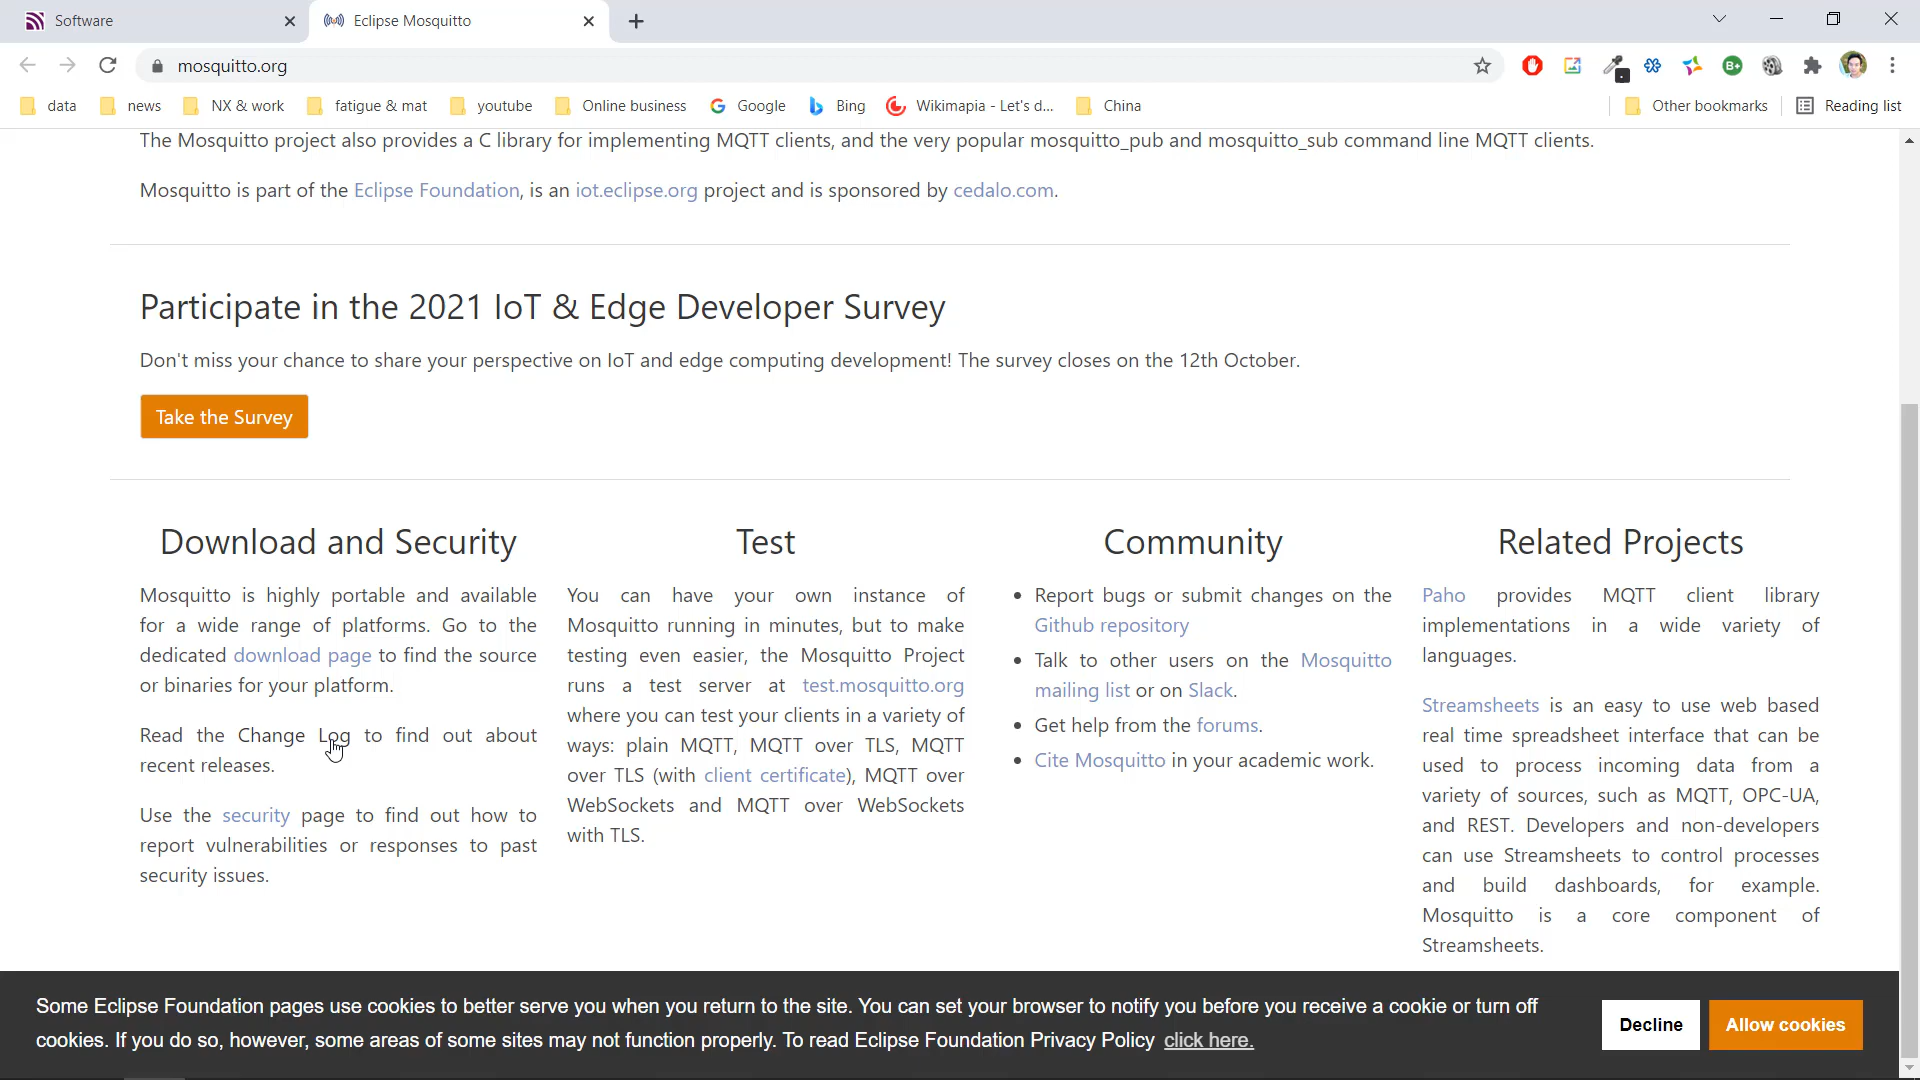 Software
Eclipse Mosquitto
mosquitto.org
data
news
NX & work
fatigue & mat
youtube
Online business
Google
Bing
Wikimapia - Let's d...
China
Other bookmarks
Reading list
The Mosquitto project also provides a C library for implementing MQTT clients, and the very popular mosquitto_pub and mosquitto_sub command line MQTT clients.
Mosquitto is part of the Eclipse Foundation, is an iot.eclipse.org project and is sponsored by cedalo.com.
Participate in the 2021 IoT & Edge Developer Survey
Don't miss your chance to share your perspective on IoT and edge computing development! The survey closes on the 12th October.
Take the Survey
Download and Security
Mosquitto is highly portable and available
for a wide range of platforms. Go to the
dedicated download page to find the source
or binaries for your platform.
Read the Change Log to find out about
recent releases.
Use the security page to find out how to
report vulnerabilities or responses to past
security issues.
Test
You can have your own instance of
Mosquitto running in minutes, but to make
testing even easier, the Mosquitto Project
runs a test server at test.mosquitto.org
where you can test your clients in a variety of
ways: plain MQTT, MQTT over TLS, MQTT
over TLS (with client certificate), MQTT over
WebSockets and MQTT over WebSockets
with TLS.
Community
Report bugs or submit changes on the
Github repository
Talk to other users on the Mosquitto
mailing list or on Slack.
Get help from the forums.
Cite Mosquitto in your academic work.
Related Projects
Paho provides MQTT client library
implementations in a wide variety of
languages.
Streamsheets is an easy to use web based
real time spreadsheet interface that can be
used to process incoming data from a
variety of sources, such as MQTT, OPC-UA,
and REST. Developers and non-developers
can use Streamsheets to control processes
and build dashboards, for example.
Mosquitto is a core component of
Streamsheets.
Some Eclipse Foundation pages use cookies to better serve you when you return to the site. You can set your browser to notify you before you receive a cookie or turn off
cookies. If you do so, however, some areas of some sites may not function properly. To read Eclipse Foundation Privacy Policy click here.
Decline
Allow cookies